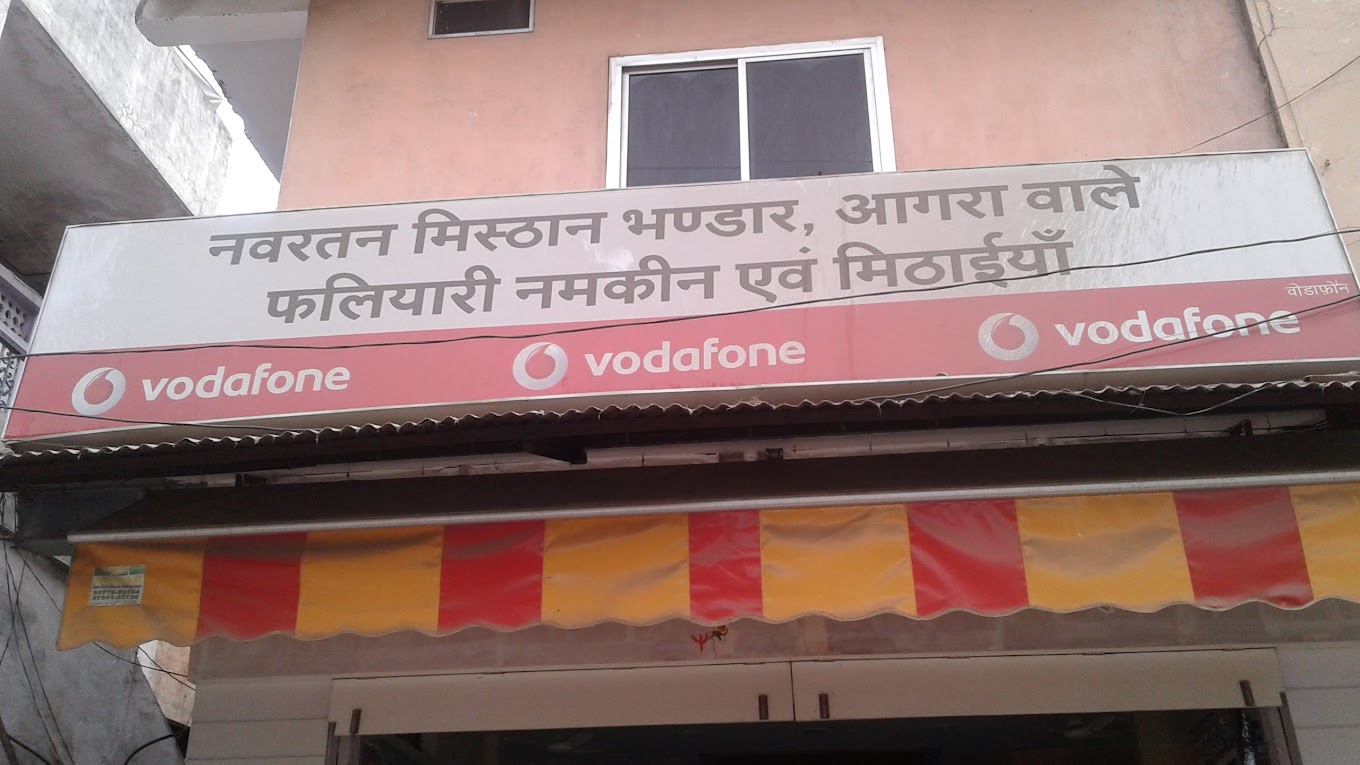 नवरतन मिस्ठान भण्डार, आगरा वाले
फलियारी नमकीन एवं मिठाईयाँ
वोडाफ़ोन
vodafone vodafone vodafone